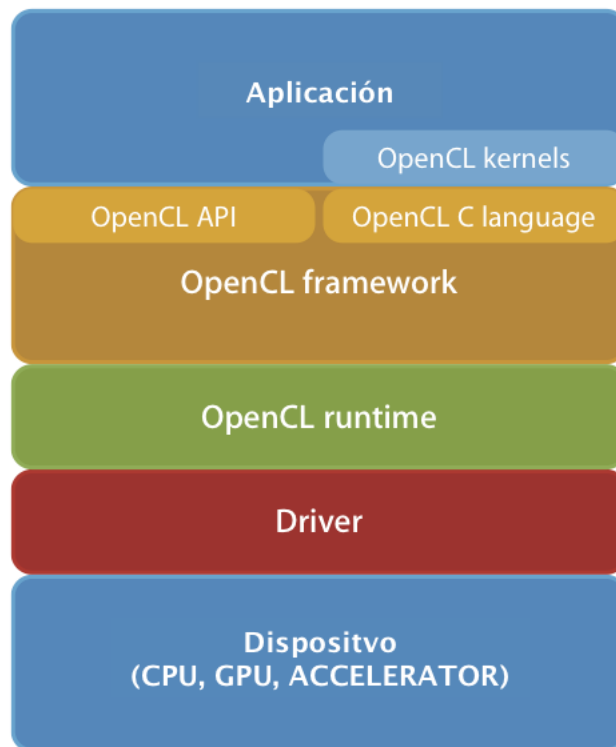 Aplicación
OpenCL kernels
OpenCL API
OpenCL C language
OpenCL framework
OpenCL runtime
Driver
Dispositvo
(CPU, GPU, ACCELERATOR)